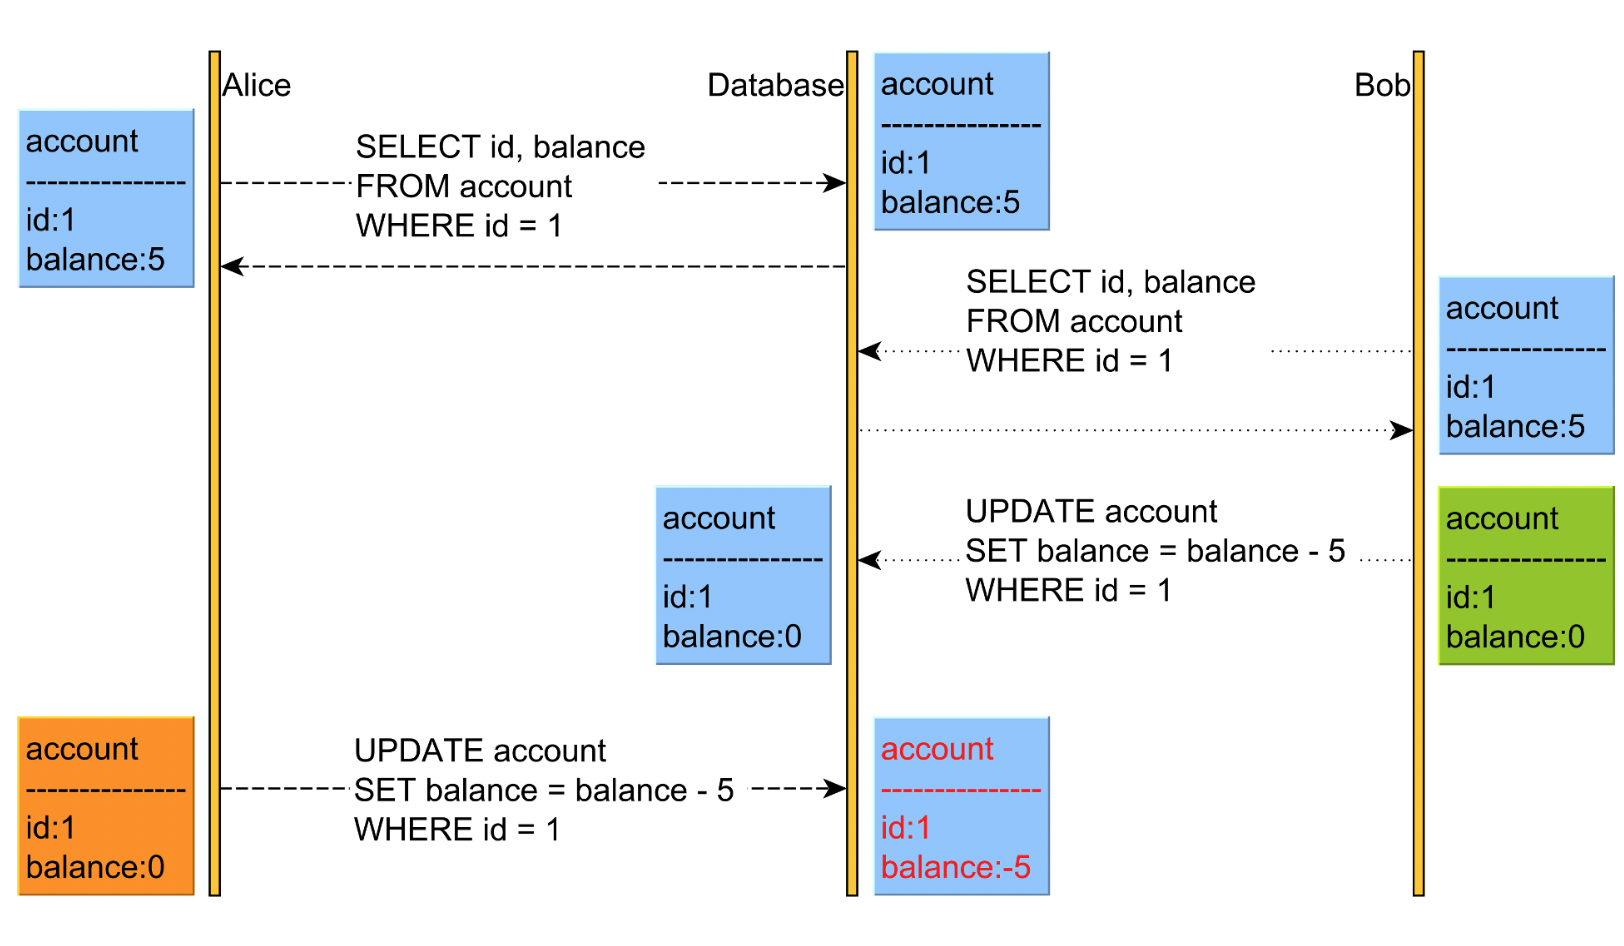 Alice
Database
Bob
account
---------------
id:1
balance:5
account
---------------
id:1
balance:5
SELECT id, balance
FROM account
WHERE id = 1
SELECT id, balance
FROM account
WHERE id = 1
account
---------------
id:1
balance:5
account
---------------
id:1
balance:0
UPDATE account
SET balance = balance - 5
WHERE id = 1
account
---------------
id:1
balance:0
account
---------------
id:1
balance:0
UPDATE account
SET balance = balance - 5
WHERE id = 1
account
---------------
id:1
balance:-5